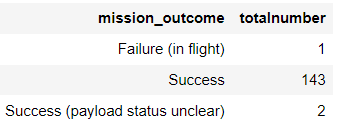 mission_outcome totalnumber
Failure (in flight) 1
Success 143
Success (payload status unclear) 2